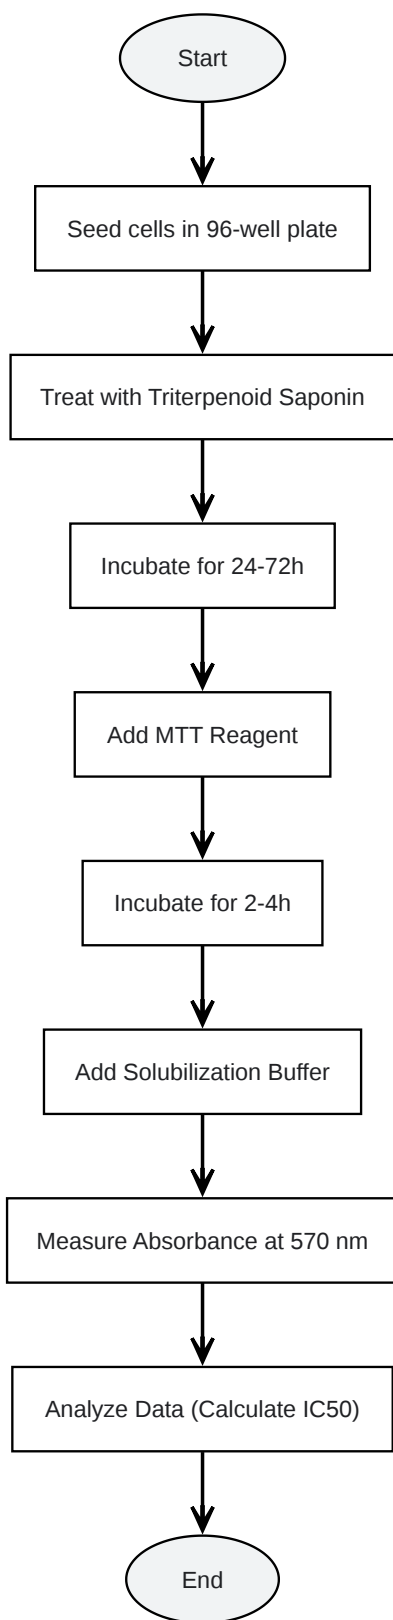 Start
Seed cells in 96-well plate
Treat with Triterpenoid Saponin
Incubate for 24-72h
Add MTT Reagent
Incubate for 2-4h
Add Solubilization Buffer
Measure Absorbance at 570 nm
Analyze Data (Calculate IC50)
End